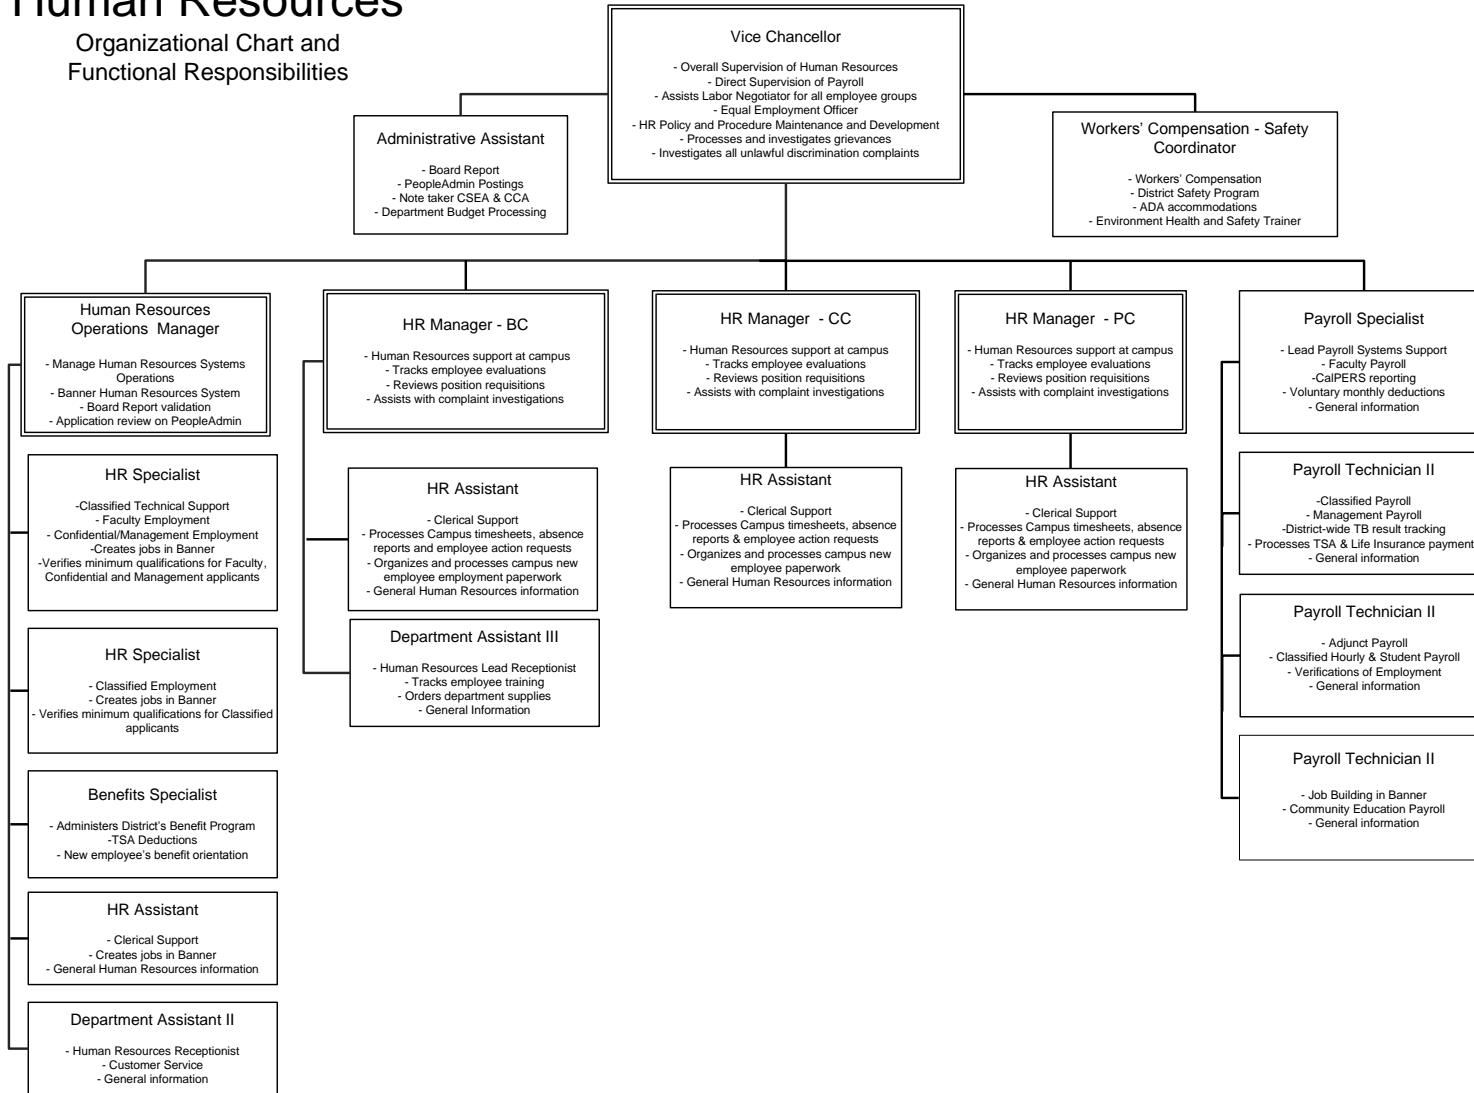 Human Resources
Organizational Chart and
Functional Responsibilities
Vice Chancellor
- Overall Supervision of Human Resources
- Direct Supervision of Payroll
- Assists Labor Negotiator for all employee groups
- Equal Employment Officer
- HR Policy and Procedure Maintenance and Development
- Processes and investigates grievances
- Investigates all unlawful discrimination complaints
Administrative Assistant
- Board Report
- PeopleAdmin Postings
- Note taker CSEA & CCA
- Department Budget Processing
Workers' Compensation - Safety
Coordinator
- Workers' Compensation
- District Safety Program
- ADA accommodations
- Environment Health and Safety Trainer
Human Resources
Operations Manager
- Manage Human Resources Systems
Operations
- Banner Human Resources System
- Board Report validation
- Application review on PeopleAdmin
HR Manager - BC
- Human Resources support at campus
- Tracks employee evaluations
- Reviews position requisitions
- Assists with complaint investigations
HR Manager - CC
- Human Resources support at campus
- Tracks employee evaluations
- Reviews position requisitions
- Assists with complaint investigations
HR Manager - PC
- Human Resources support at campus
- Tracks employee evaluations
- Reviews position requisitions
- Assists with complaint investigations
Payroll Specialist
- Lead Payroll Systems Support
- Faculty Payroll
-CalPERS reporting
- Voluntary monthly deductions
- General information
HR Specialist
-Classified Technical Support
- Faculty Employment
- Confidential/Management Employment
-Creates jobs in Banner
-Verifies minimum qualifications for Faculty,
Confidential and Management applicants
HR Assistant
- Clerical Support
- Processes Campus timesheets, absence
reports and employee action requests
- Organizes and processes campus new
employee employment paperwork
- General Human Resources information
HR Assistant
- Clerical Support
- Processes Campus timesheets, absence
reports & employee action requests
- Organizes and processes campus new
employee paperwork
- General Human Resources information
HR Assistant
- Clerical Support
- Processes Campus timesheets, absence
reports & employee action requests
- Organizes and processes campus new
employee paperwork
- General Human Resources information
Payroll Technician II
-Classified Payroll
- Management Payroll
-District-wide TB result tracking
- Processes TSA & Life Insurance payment
- General information
HR Specialist
- Classified Employment
- Creates jobs in Banner
- Verifies minimum qualifications for Classified
applicants
Department Assistant III
- Human Resources Lead Receptionist
- Tracks employee training
- Orders department supplies
- General Information
Payroll Technician II
- Adjunct Payroll
- Classified Hourly & Student Payroll
- Verifications of Employment
- General information
Benefits Specialist
- Administers District's Benefit Program
-TSA Deductions
- New employee's benefit orientation
Payroll Technician II
- Job Building in Banner
- Community Education Payroll
- General information
HR Assistant
- Clerical Support
- Creates jobs in Banner
- General Human Resources information
Department Assistant II
- Human Resources Receptionist
- Customer Service
- General information